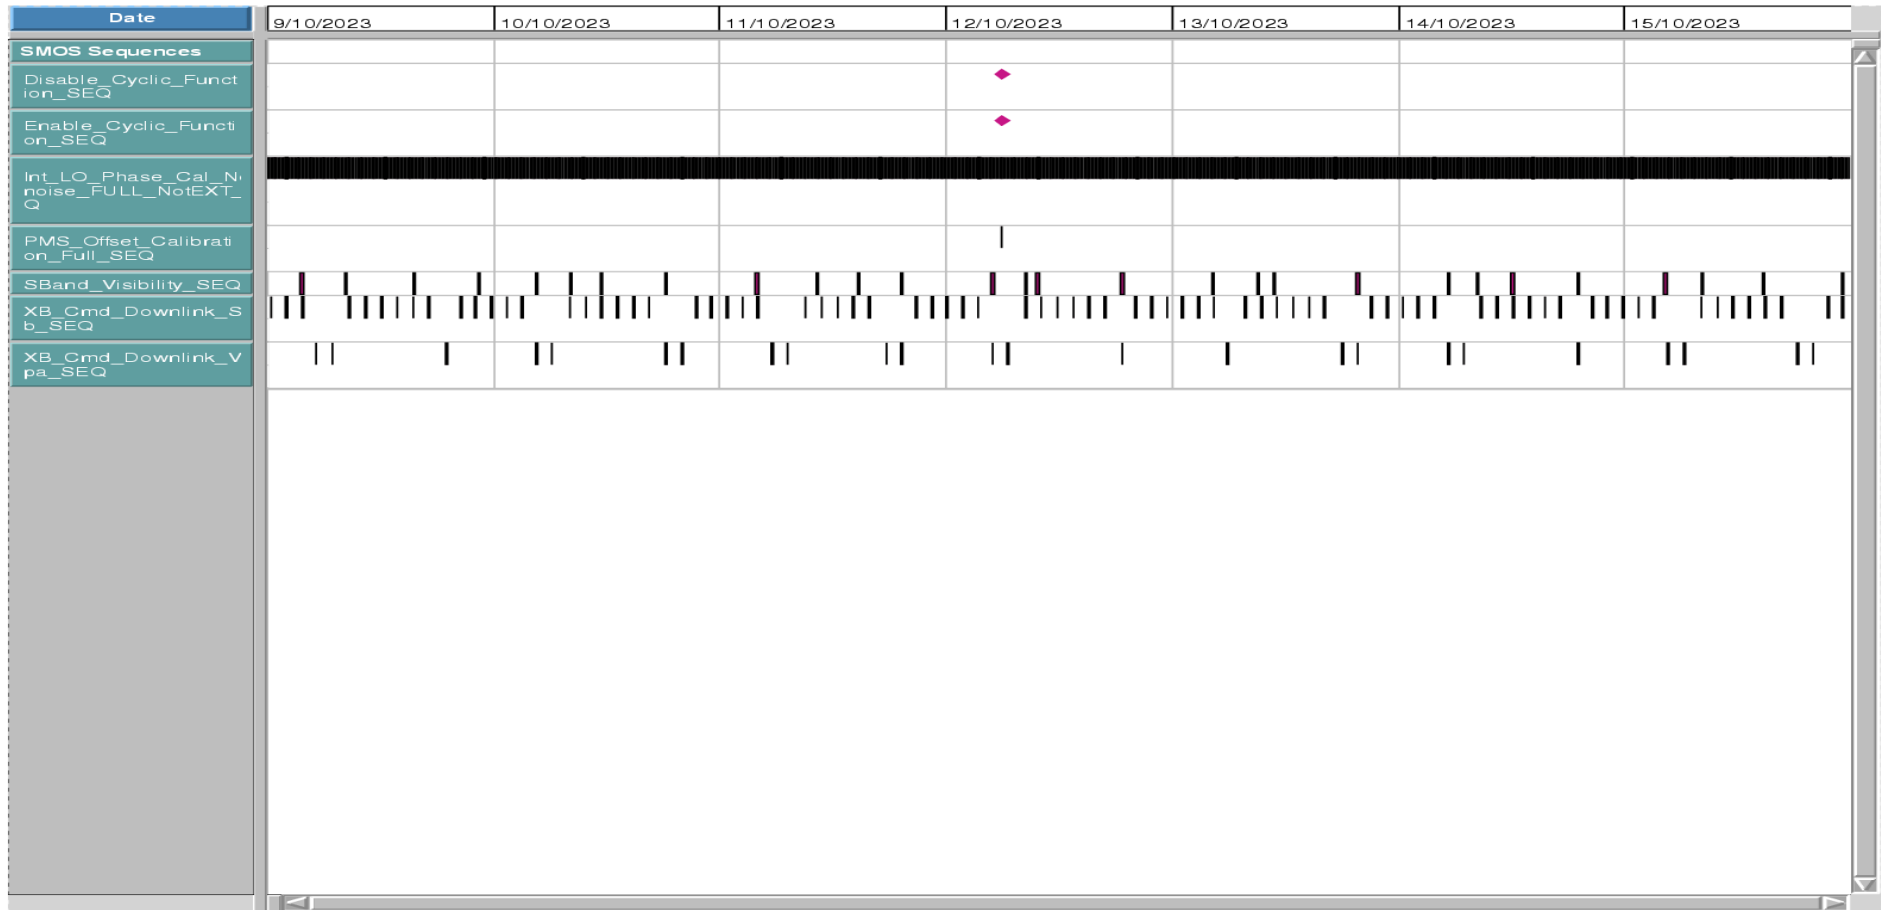 Date
9/10/2023
10/10/2023
11/10/2023
12/10/2023
13/10/2023
14/10/2023
15/10/2023
SMOS Sequences
Disable_Cyclic_Funct
ion_SEQ
Enable_Cyclic_Functi
on_SEQ
Int_LO_Phase_Cal_N
noise_FULL_NotEXT_
Q
PMS_Offset_Calibrati
on_Full_SEQ
SBand_Visibility_SEQ
XB_Cmd_Downlink_S
b_SEQ
XB_Cmd_Downlink_V
pa_SEQ